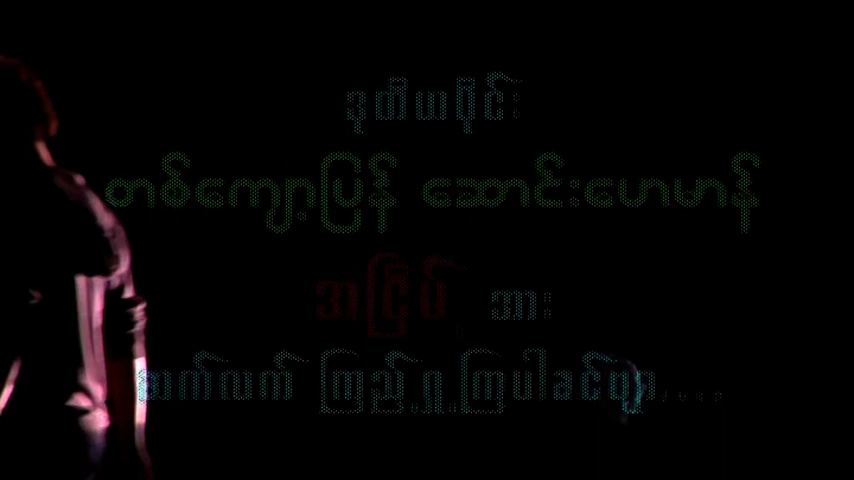 ဒုတိယပိုင်း
တစ်ကျော့ပြန် ဆောင်းဟေမာန်
အငြိမ့် အား
ဆက်လက် ကြည့်ရှု့ကြပါခင်ဗျာ....